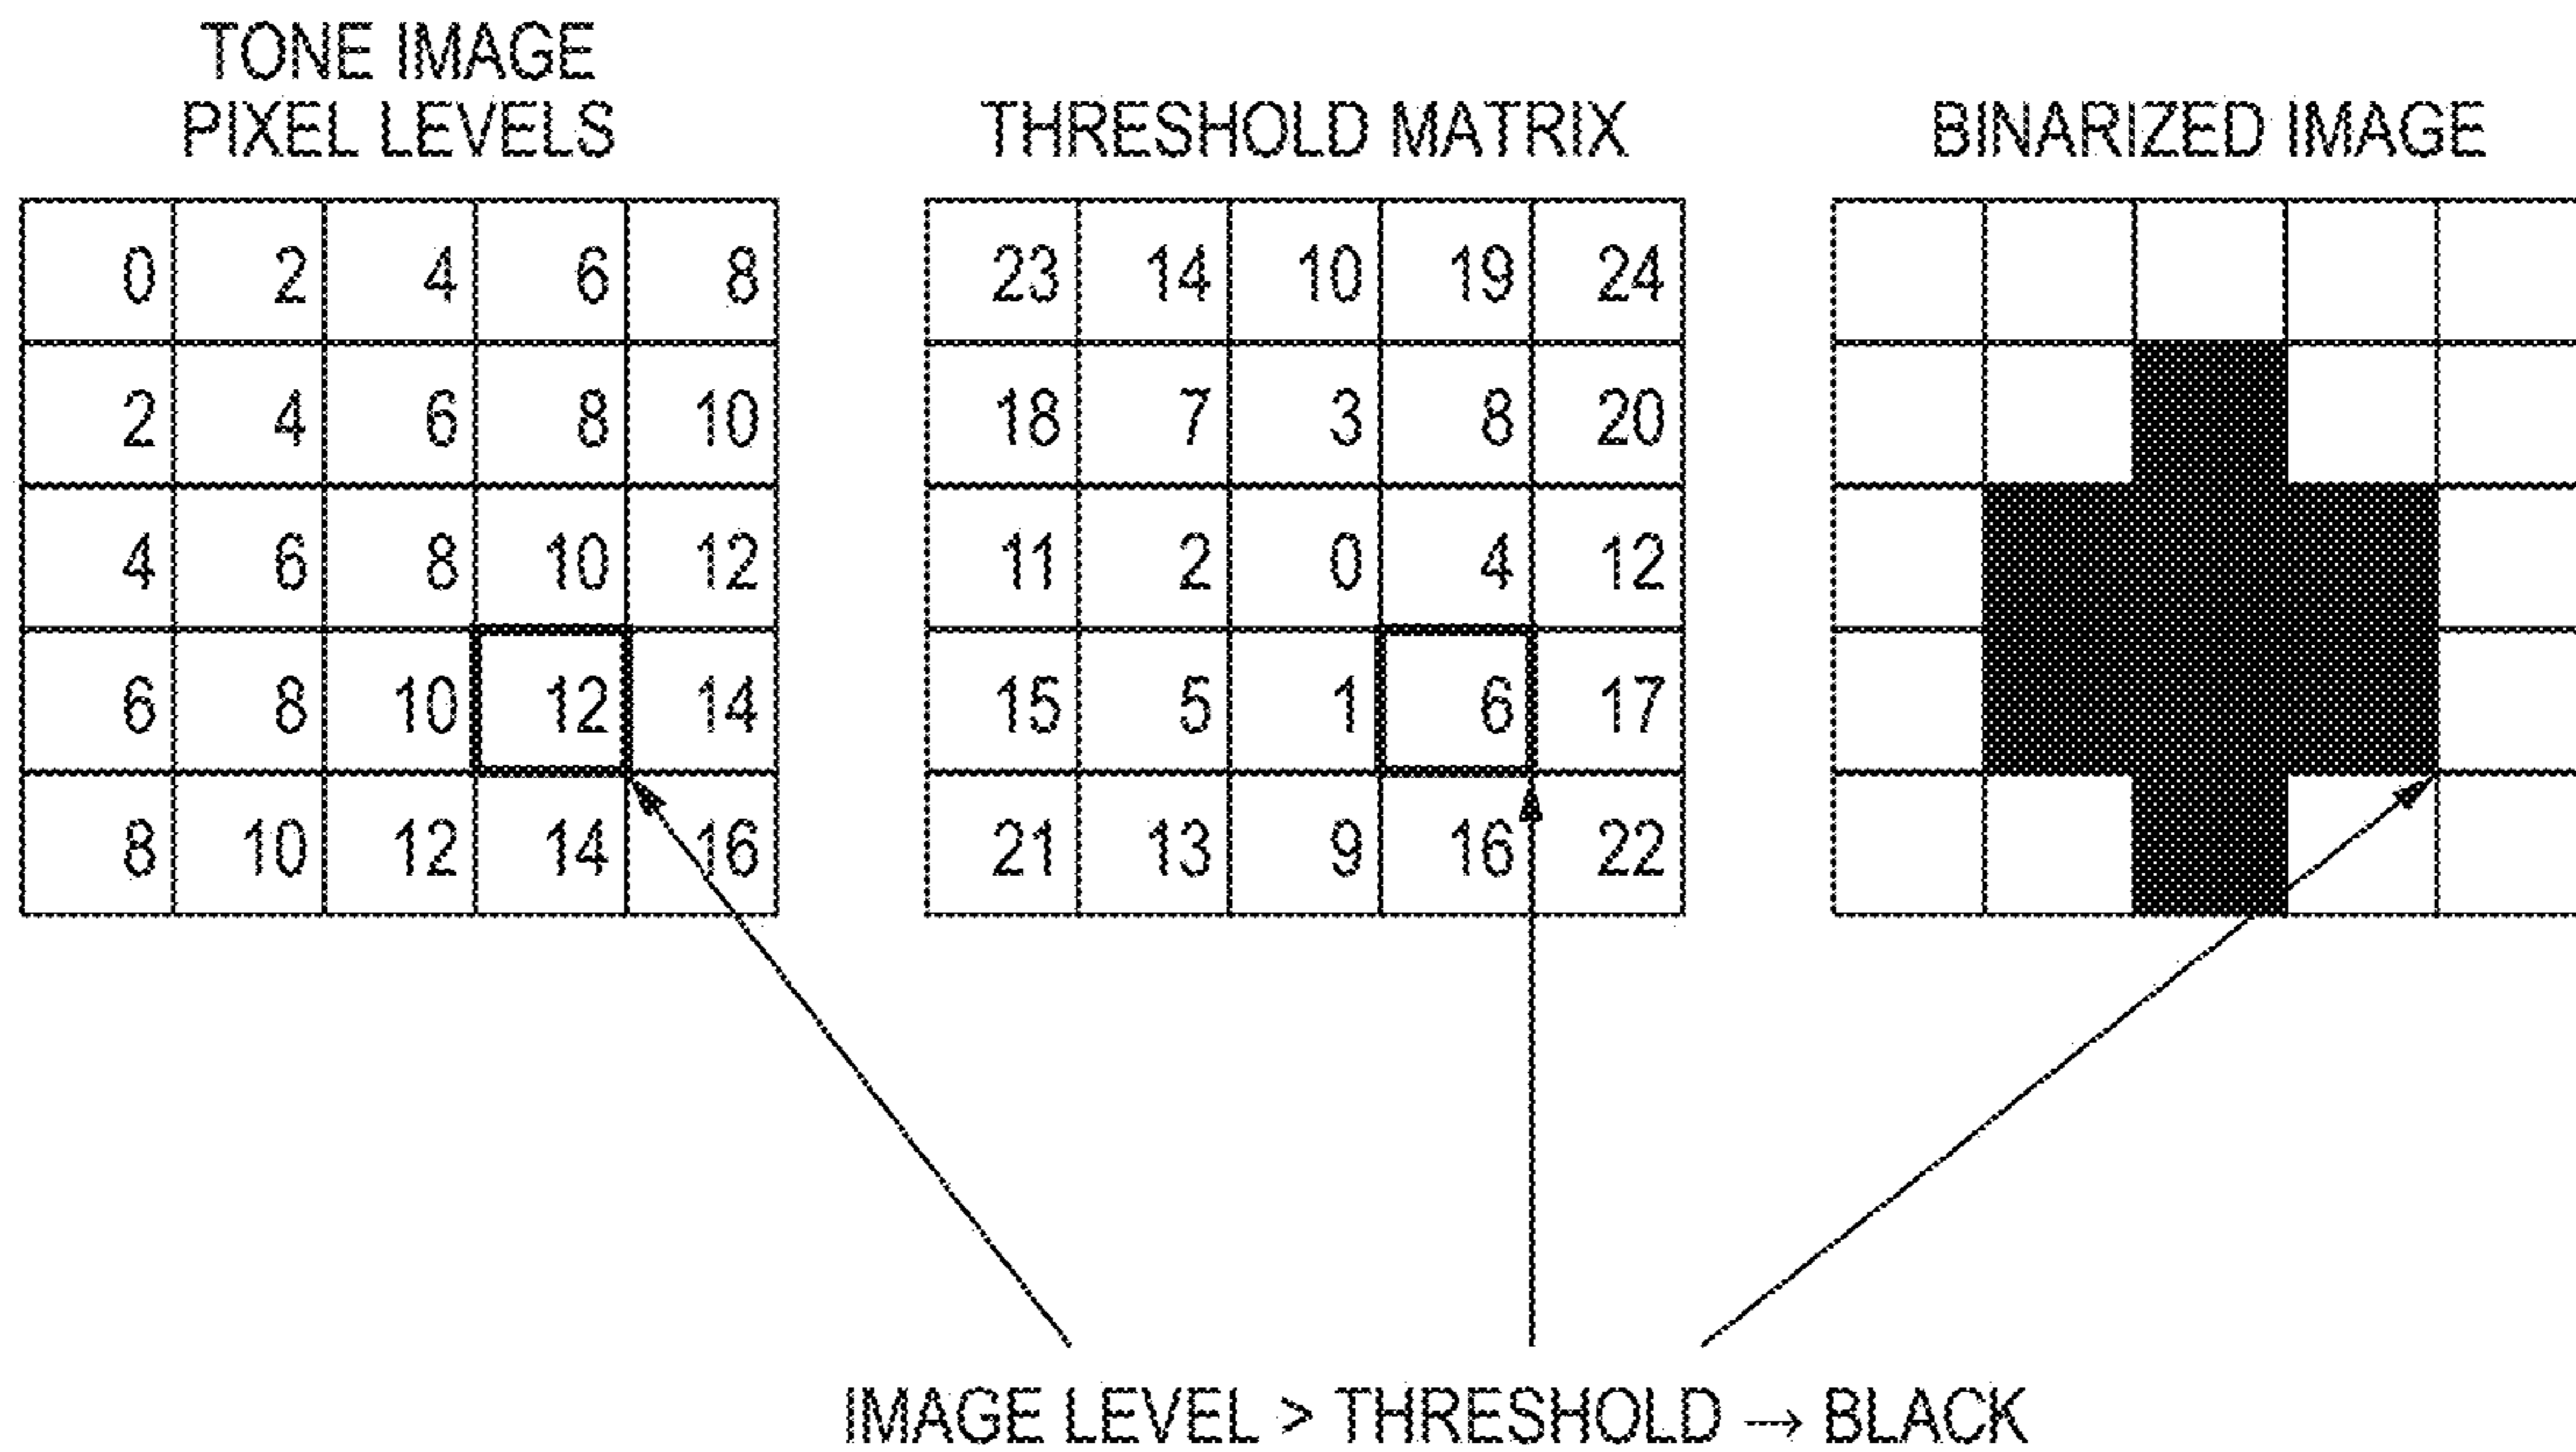 TONE IMAGE
PIXEL LEVELS
0 2 4 6 8
2 4 6 8 10
4 6 8 10 12
6 8 10 12 14
8 10 12 14 16
THRESHOLD MATRIX
23 14 10 19 24
18 7 3 8 20
11 2 0 4 12
15 5 1 6 17
21 13 9 16 22
BINARIZED IMAGE
IMAGE LEVEL > THRESHOLD → BLACK